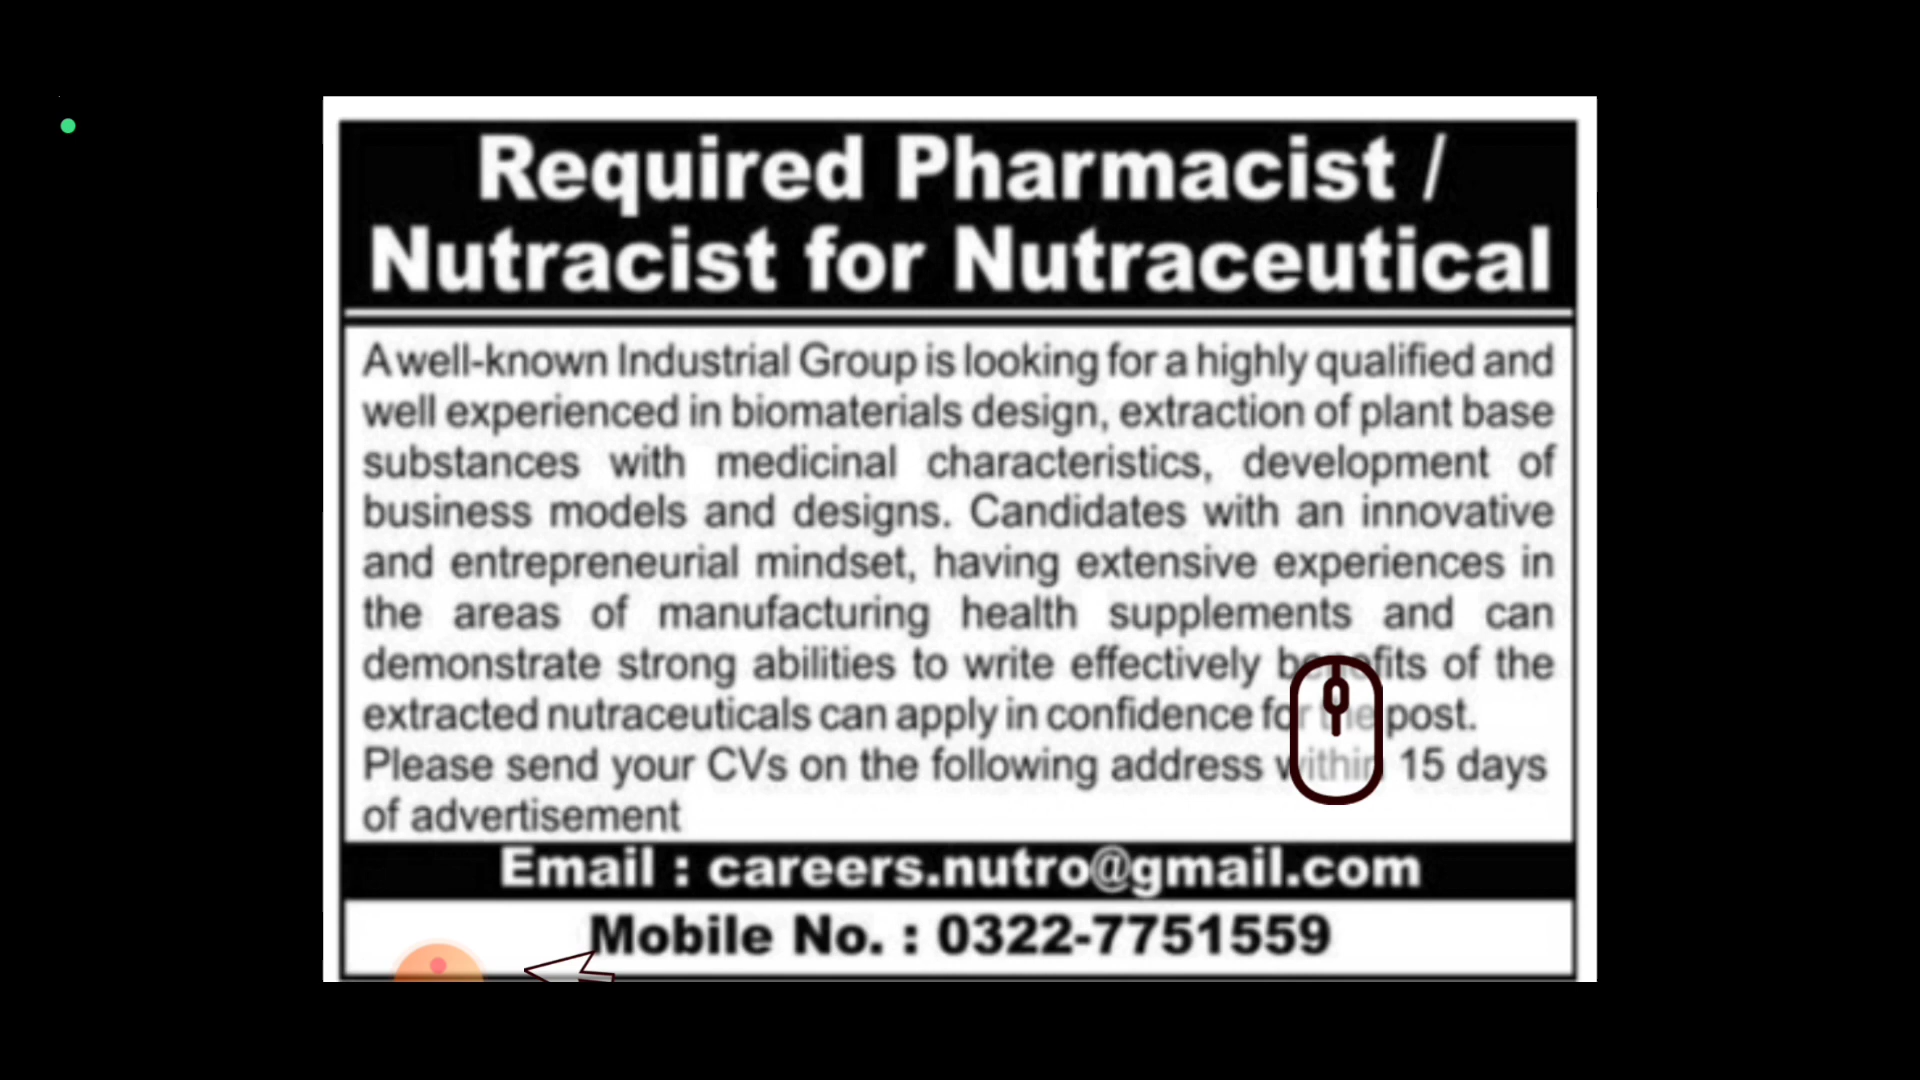 Required Pharmacist /
Nutracist for Nutraceutical
A well-known Industrial Group is looking for a highly qualified and
well experienced in biomaterials design, extraction of plant base
substances with medicinal characteristics, development of
business models and designs. Candidates with an innovative
and entrepreneurial mindset, having extensive experiences in
the areas of manufacturing health supplements and can
demonstrate strong abilities to write effectively benefits of the
extracted nutraceuticals can apply in confidence for the post.
Please send your CVs on the following address within 15 days
of advertisement
Email : careers.nutro@gmail.com
Mobile No. : 0322-7751559